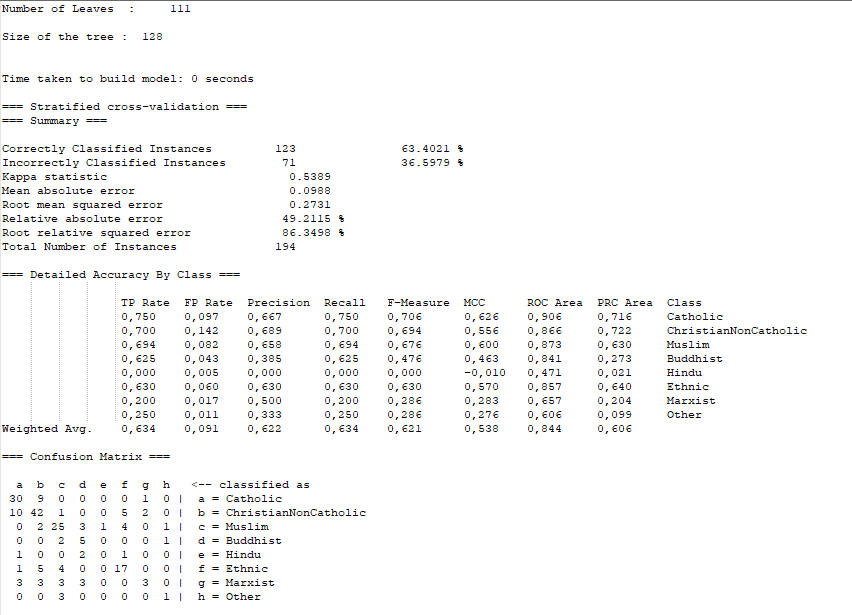 Number of Leaves  :     111
Size of the tree :  128
Time taken to build model: 0 seconds
=== Stratified cross-validation ===
=== Summary ===
Correctly Classified Instances         123               63.4021 %
Incorrectly Classified Instances        71               36.5979 %
Kappa statistic                          0.5389
Mean absolute error                      0.0988
Root mean squared error                  0.2731
Relative absolute error                 49.2115 %
Root relative squared error             86.3498 %
Total Number of Instances              194
=== Detailed Accuracy By Class ===
TP Rate  FP Rate  Precision  Recall   F-Measure  MCC      ROC Area  PRC Area  Class
0,750    0,097    0,667      0,750    0,706      0,626    0,906     0,716     Catholic
0,700    0,142    0,689      0,700    0,694      0,556    0,866     0,722     ChristianNonCatholic
0,694    0,082    0,658      0,694    0,676      0,600    0,873     0,630     Muslim
0,625    0,043    0,385      0,625    0,476      0,463    0,841     0,273     Buddhist
0,000    0,005    0,000      0,000    0,000      -0,010   0,471     0,021     Hindu
0,630    0,060    0,630      0,630    0,630      0,570    0,857     0,640     Ethnic
0,200    0,017    0,500      0,200    0,286      0,283    0,657     0,204     Marxist
0,250    0,011    0,333      0,250    0,286      0,276    0,606     0,099     Other
Weighted Avg.    0,634    0,091    0,622      0,634    0,621      0,538    0,844     0,606
=== Confusion Matrix ===
a  b  c  d  e  f  g  h   <-- classified as
30  9  0  0  0  0  1  0 |  a = Catholic
10 42  1  0  0  5  2  0 |  b = ChristianNonCatholic
0  2 25  3  1  4  0  1 |  c = Muslim
0  0  2  5  0  0  0  1 |  d = Buddhist
1  0  0  2  0  1  0  0 |  e = Hindu
1  5  4  0  0 17  0  0 |  f = Ethnic
3  3  3  3  0  0  3  0 |  g = Marxist
0  0  3  0  0  0  0  1 |  h = Other